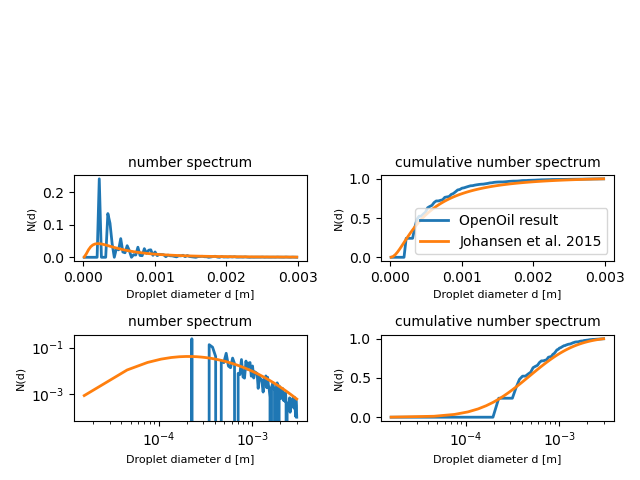 number spectrum
N(d)
0.2
0.1
0.0
0.000
0.001
0.002
0.003
Droplet diameter d [m]
cumulative number spectrum
N(d)
1.0
0.5
0.0
OpenOil result
Johansen et al. 2015
0.000
0.001
0.002
0.003
Droplet diameter d [m]
number spectrum
N(d)
10⁻¹
10⁻³
10⁻⁴
10⁻³
Droplet diameter d [m]
cumulative number spectrum
N(d)
1.0
0.5
0.0
10⁻⁴
10⁻³
Droplet diameter d [m]